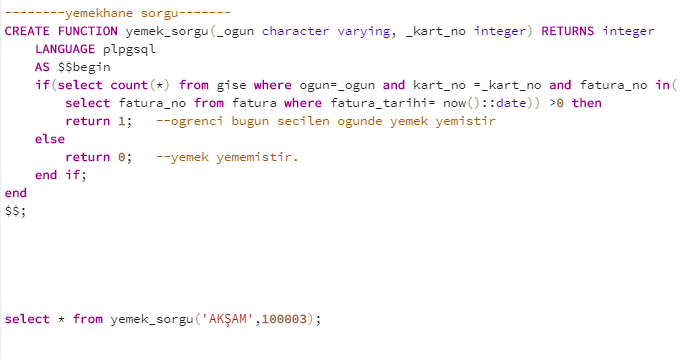 --------yemekhane sorgu-------
CREATE FUNCTION yemek_sorgu(_ogun character varying, _kart_no integer) RETURNS integer
    LANGUAGE plpgsql
    AS $$begin
    if(select count(*) from gise where ogun=_ogun and kart_no =_kart_no and fatura_no in(
        select fatura_no from fatura where fatura_tarihi= now()::date)) >0 then
        return 1;   --ogrenci bugun secilen ogunde yemek yemistir
    else
        return 0;   --yemek yememistir.
    end if;
end
$$;
select * from yemek_sorgu('AKŞAM',100003);